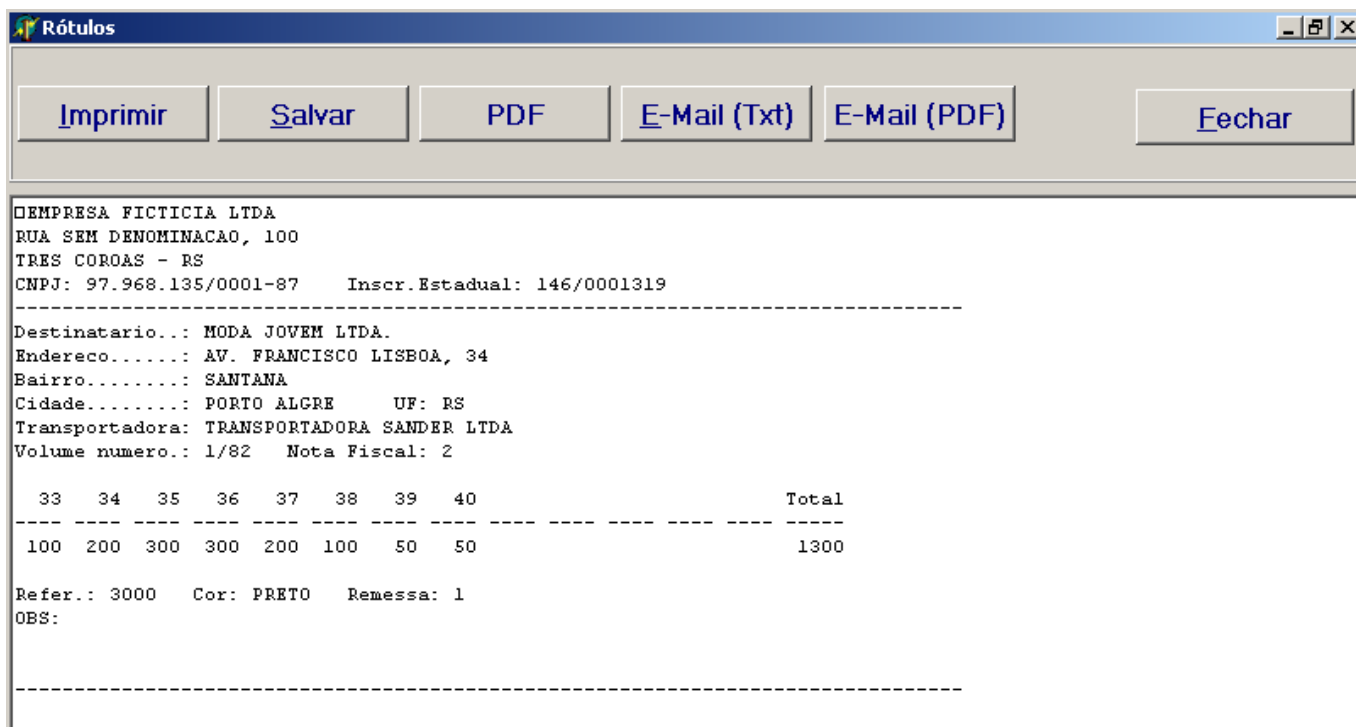 Rótulos
Imprimir Salvar PDF E-Mail (Txt) E-Mail (PDF) Fechar
EMPRESA FICTICIA LTDA
RUA SEM DENOMINACAO, 100
TRES COROAS - RS
CNPJ: 97.968.135/0001-87    Inscr.Estadual: 146/0001319
--------------------------------------------------------------------------------
Destinatario..: MODA JOVEM LTDA.
Endereco......: AV. FRANCISCO LISBOA, 34
Bairro........: SANTANA
Cidade........: PORTO ALGRE     UF: RS
Transportadora: TRANSPORTADORA SANDER LTDA
Volume numero.: 1/82   Nota Fiscal: 2
  33   34   35   36   37   38   39   40                          Total
---- ---- ---- ---- ---- ---- ---- ---- ---- ---- ---- ---- ---- -----
 100  200  300  300  200  100   50   50                           1300
Refer.: 3000   Cor: PRETO   Remessa: 1
OBS:
--------------------------------------------------------------------------------